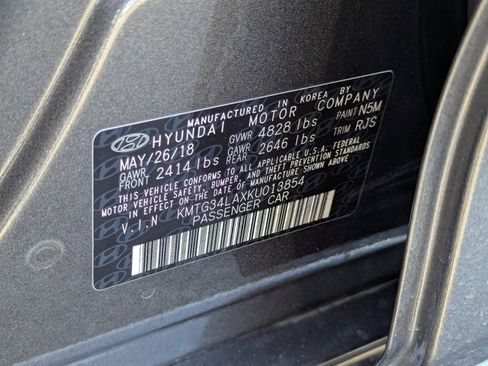 MANUFACTURED IN KOREA BY
HYUNDAI MOTOR COMPANY
MAY/26/18 GVWR 4828 lbs PAINT N5M
GAWR FRONT 2414 lbs GAWR REAR 2646 lbs TRIM RJS
THIS VEHICLE CONFORMS TO ALL APPLICABLE U.S.A. FEDERAL
MOTOR VEHICLE SAFETY, BUMPER, AND THEFT PREVENTION STANDARDS
IN EFFECT ON THE DATE OF MANUFACTURE SHOWN ABOVE.
V.I.N KMTG34LAXKU013854
PASSENGER CAR